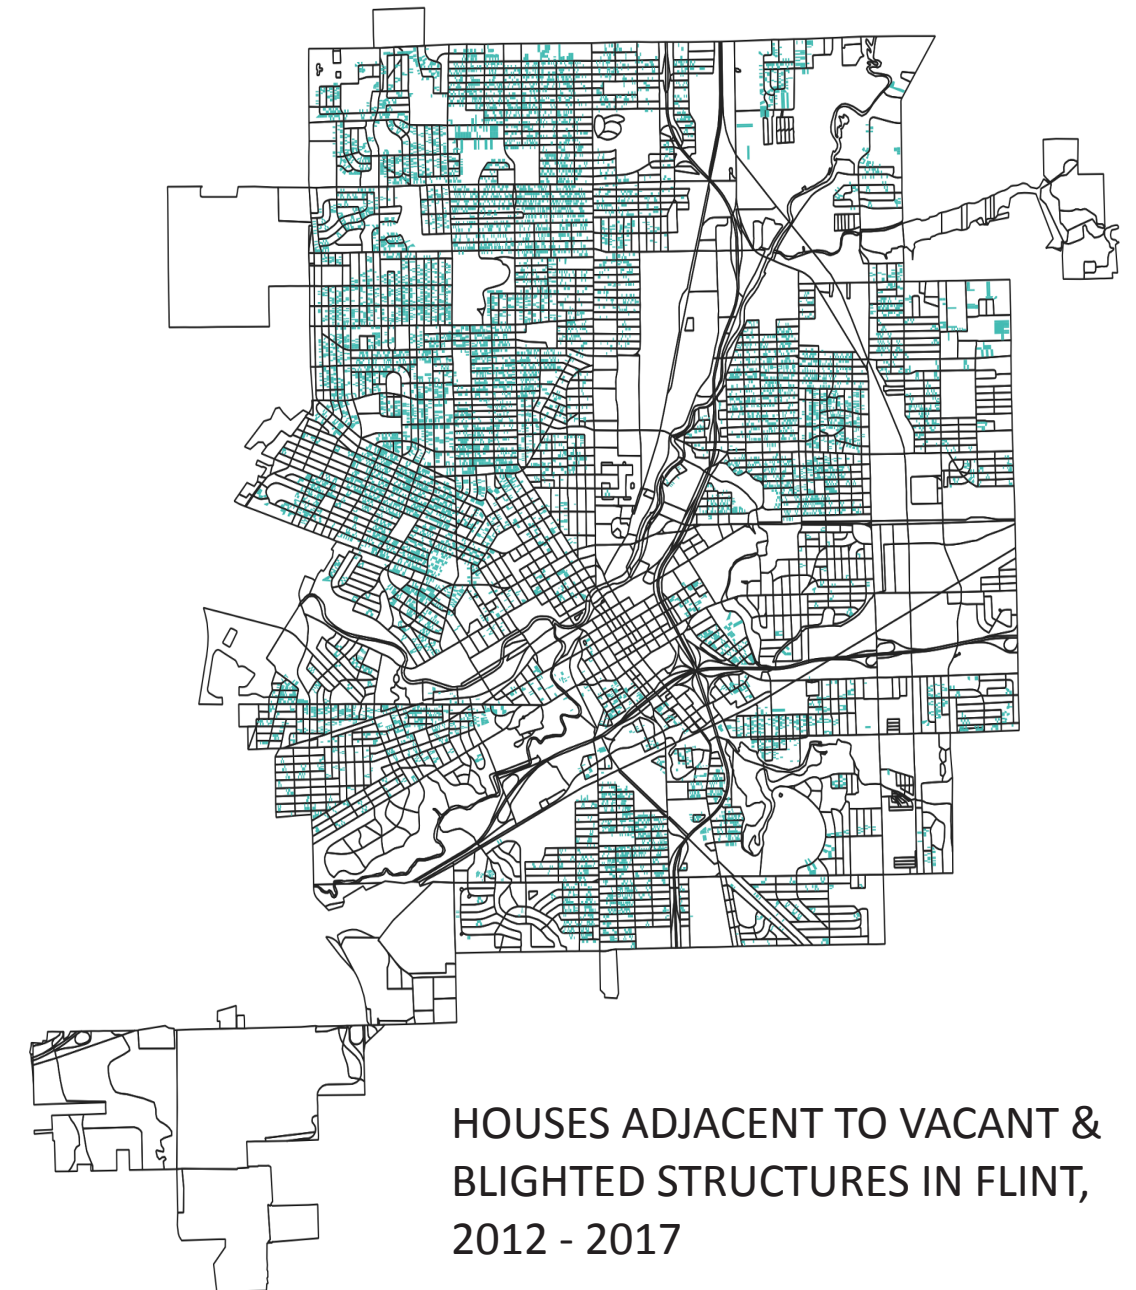 HOUSES ADJACENT TO VACANT &
BLIGHTED STRUCTURES IN FLINT,
2012 - 2017